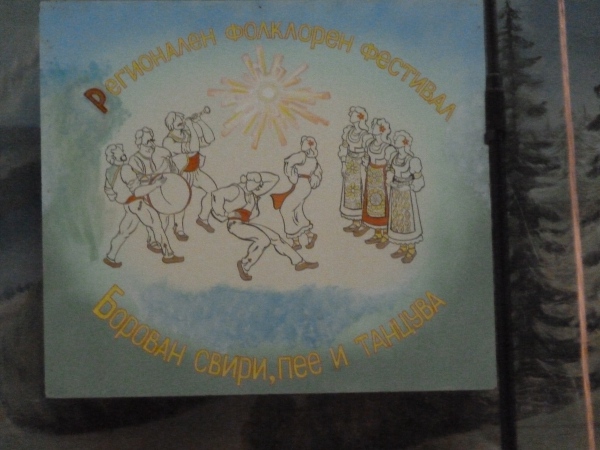 Регионален фолклорен фестивал
Борован свири, пее и танцува